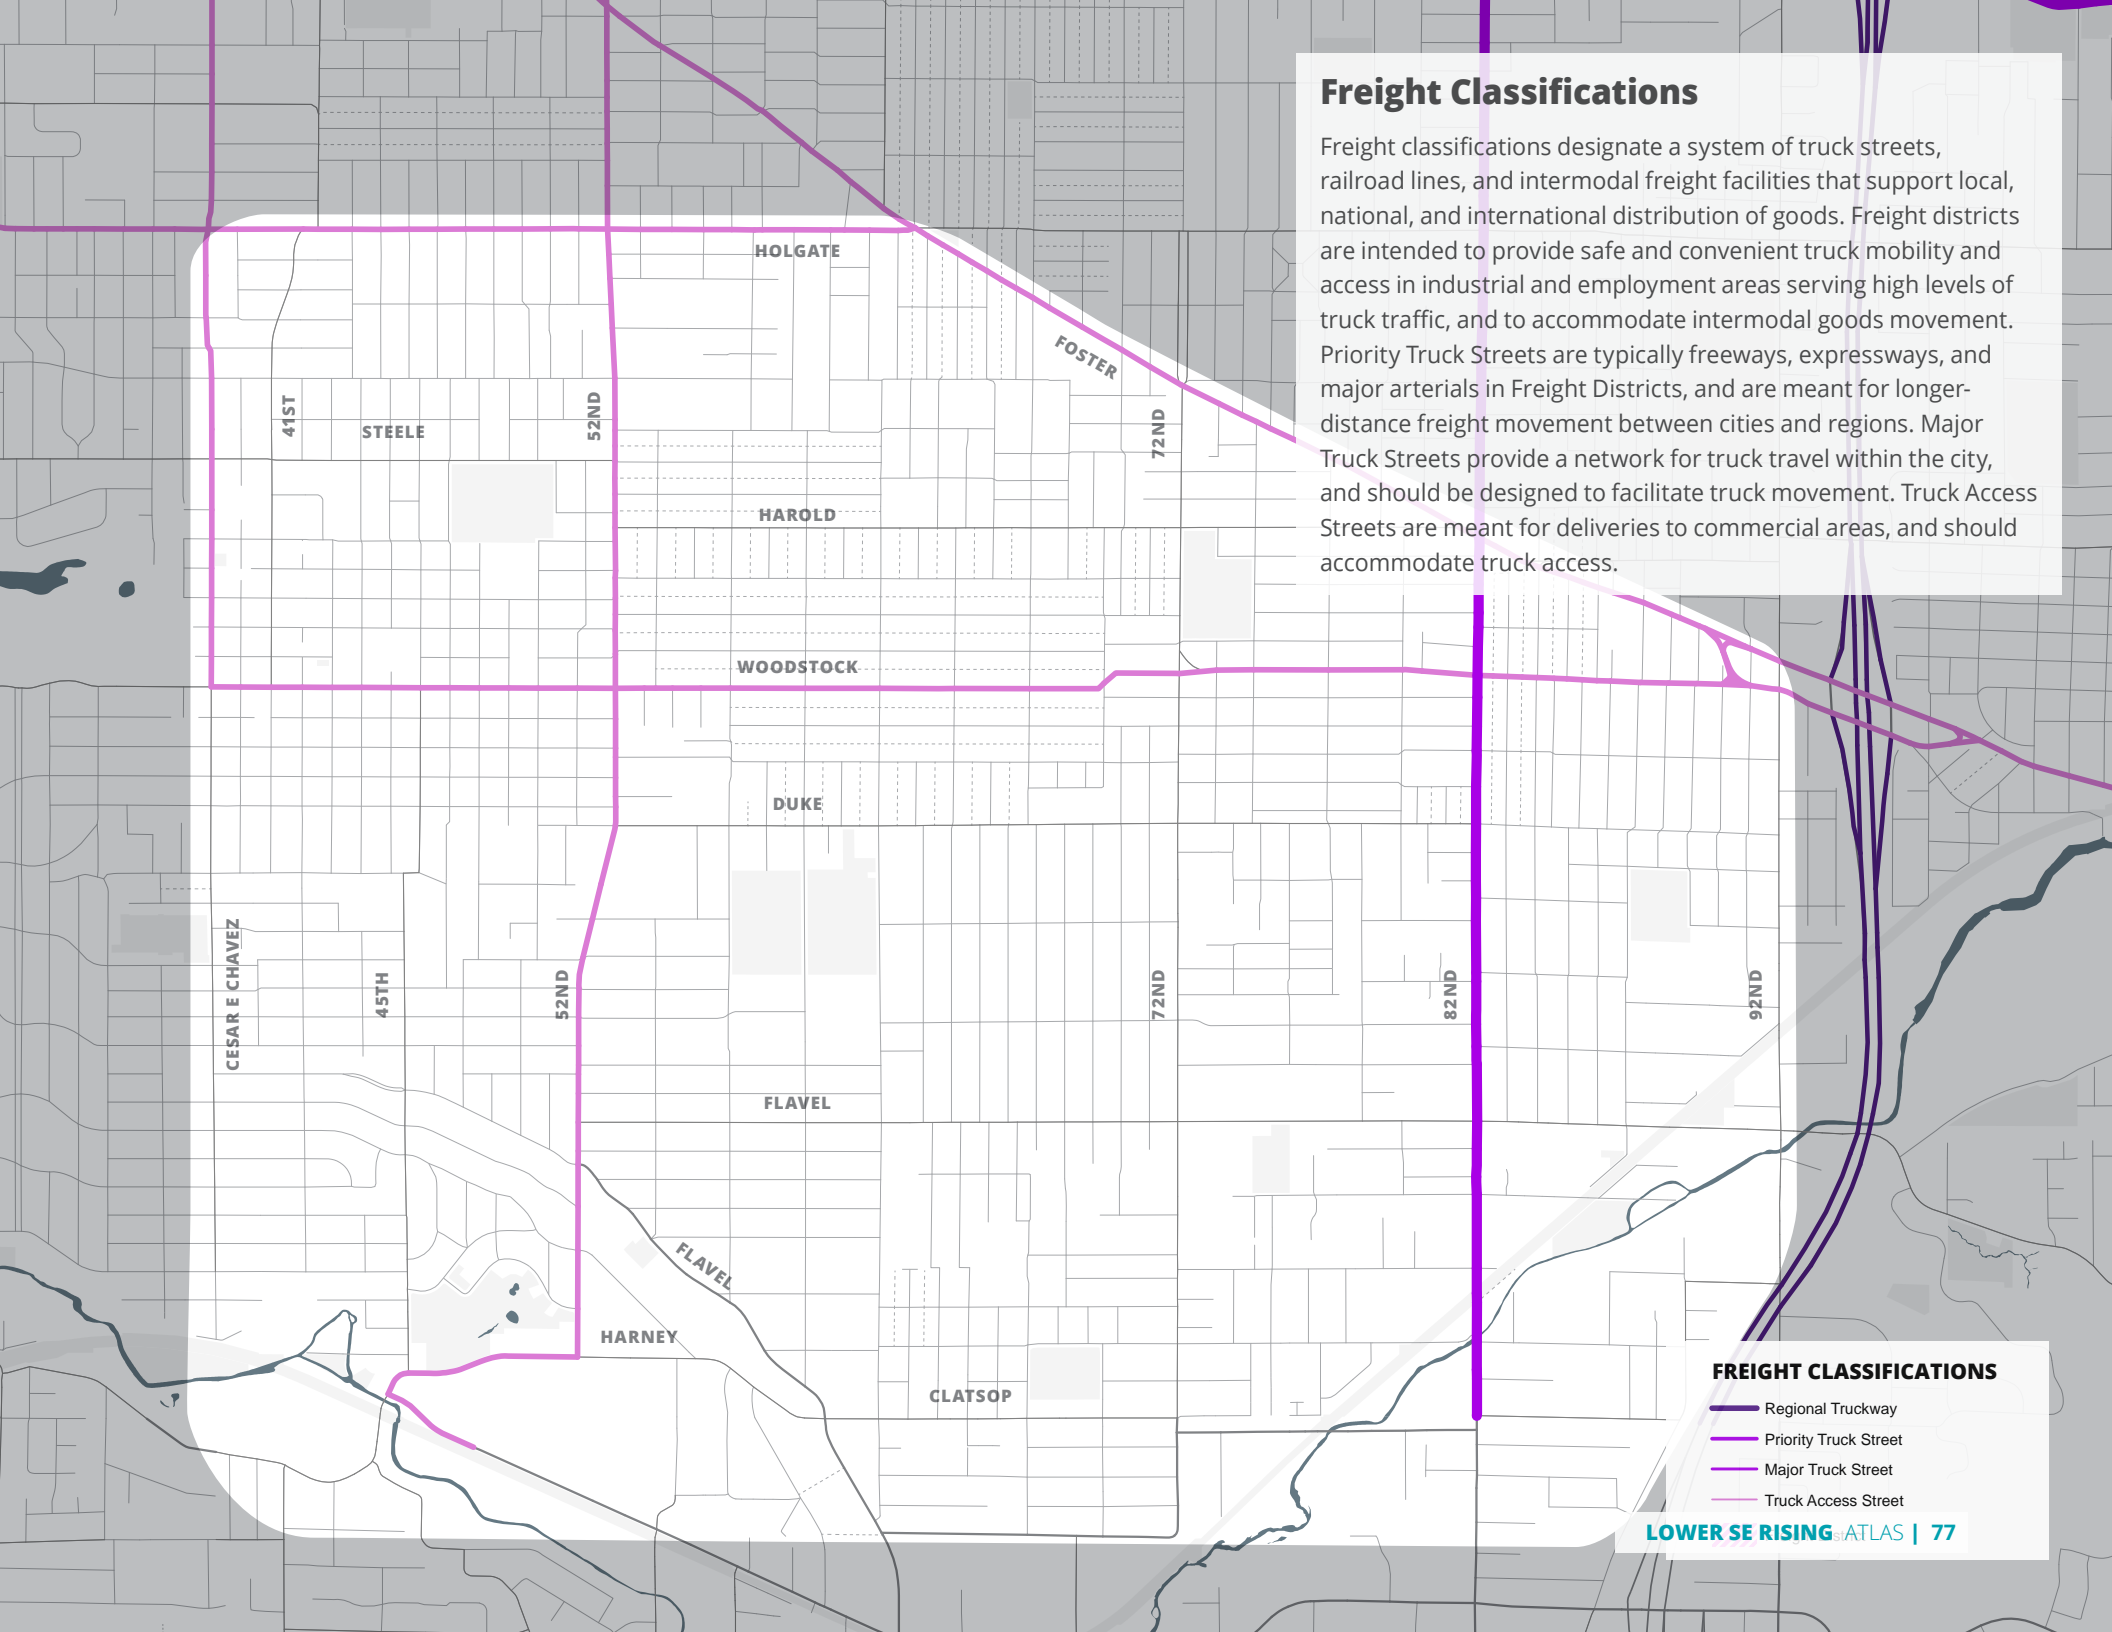 Freight Classifications
Freight classifications designate a system of truck streets,
railroad lines, and intermodal freight facilities that support local,
national, and international distribution of goods. Freight districts
are intended to provide safe and convenient truck mobility and
access in industrial and employment areas serving high levels of
truck traffic, and to accommodate intermodal goods movement.
Priority Truck Streets are typically freeways, expressways, and
major arterials in Freight Districts, and are meant for longer-
distance freight movement between cities and regions. Major
Truck Streets provide a network for truck travel within the city,
and should be designed to facilitate truck movement. Truck Access
Streets are meant for deliveries to commercial areas, and should
accommodate truck access.
HOLGATE
FOSTER
41ST
STEELE
52ND
72ND
HAROLD
WOODSTOCK
DUKE
CESAR E CHAVEZ
45TH
52ND
72ND
82ND
92ND
FLAVEL
FLAVEL
HARNEY
CLATSOP
FREIGHT CLASSIFICATIONS
Regional Truckway
Priority Truck Street
Major Truck Street
Truck Access Street
LOWER SE RISING ATLAS | 77